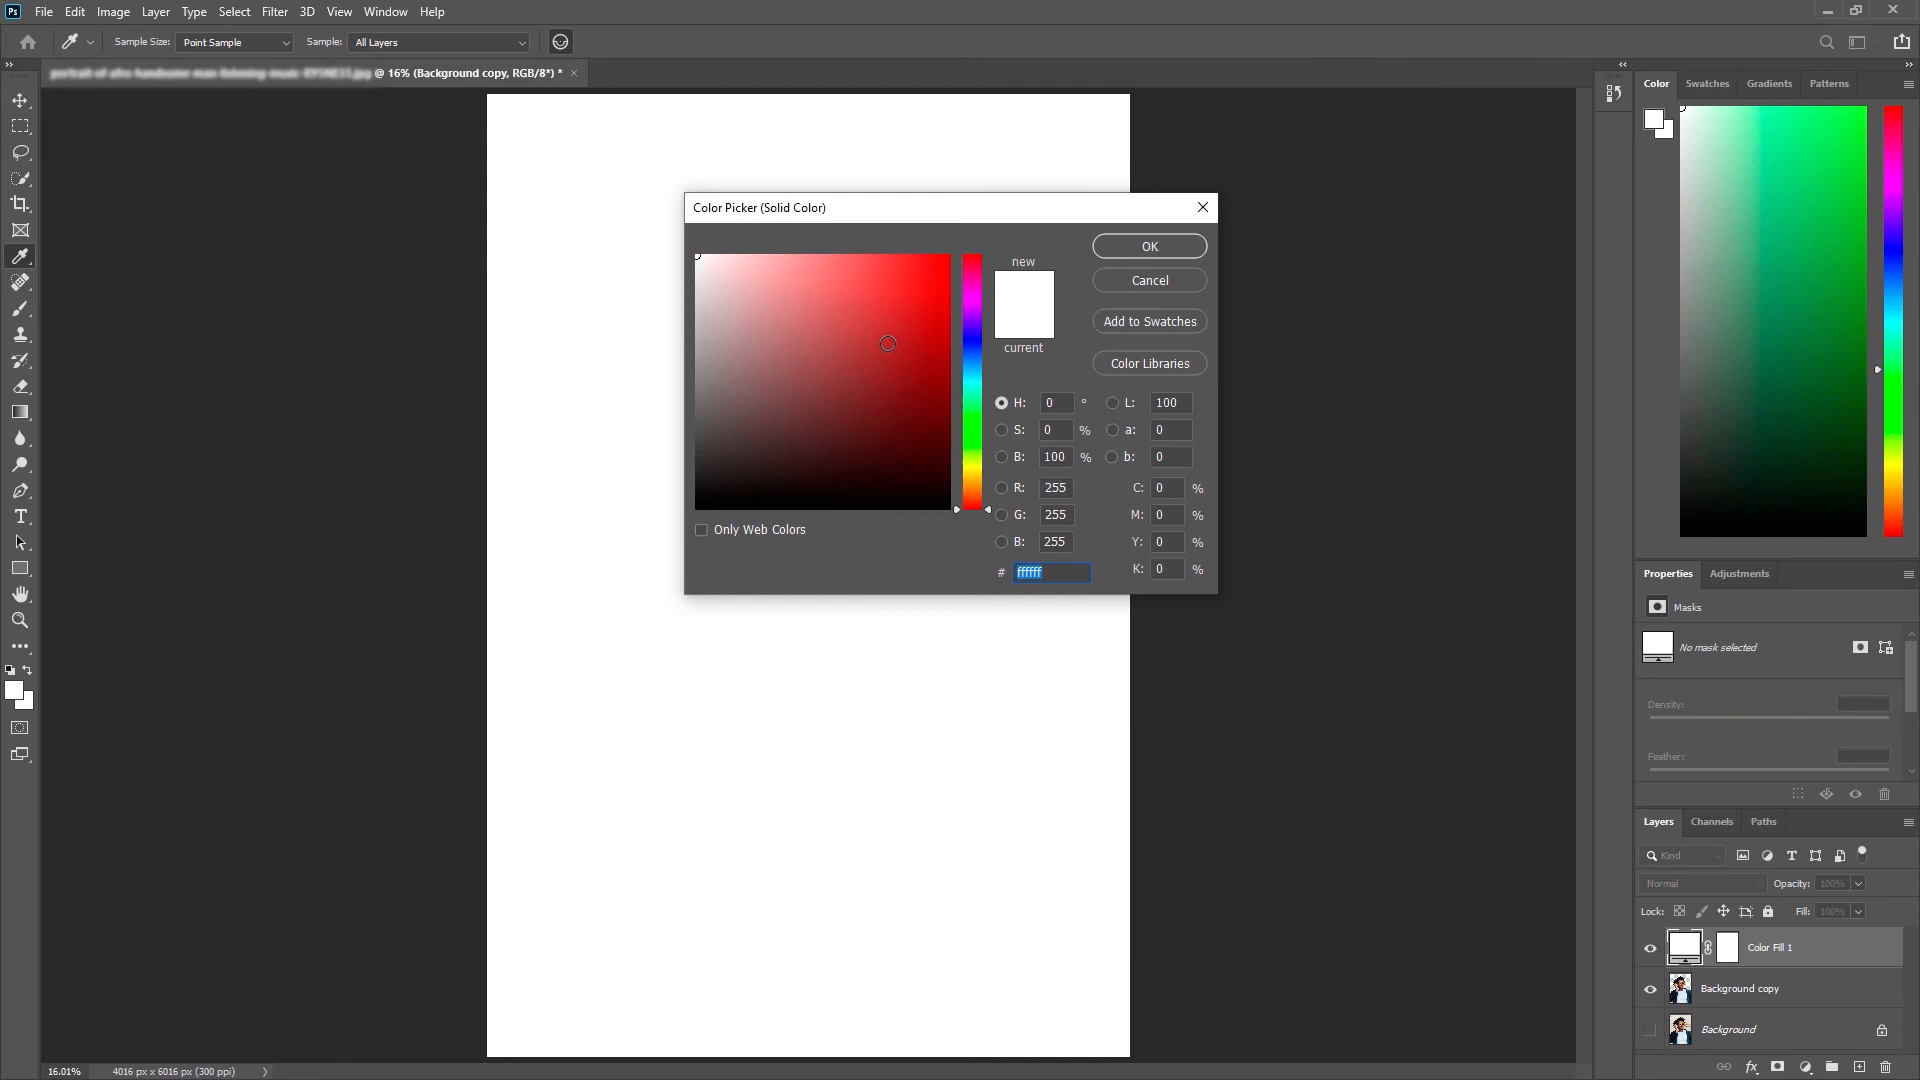 Ps File Edit Image Layer Type Select Filter 3D View Window Help
Sample Size: Point Sample Sample: All Layers
@ 16% (Background copy, RGB/8*) * ×
Color Swatches Gradients Patterns
Color Picker (Solid Color)
new
current
OK
Cancel
Add to Swatches
Color Libraries
H: 0 ° L: 100
S: 0 % a: 0
B: 100 % b: 0
R: 255 C: 0 %
G: 255 M: 0 %
B: 255 Y: 0 %
# ffffff K: 0 %
Only Web Colors
Properties Adjustments
Masks
No mask selected
Density:
Feather:
Layers Channels Paths
Kind
Normal Opacity: 100%
Lock: Fill: 100%
Color Fill 1
Background copy
Background
fx
16.01% 4016 px x 6016 px (300 ppi)